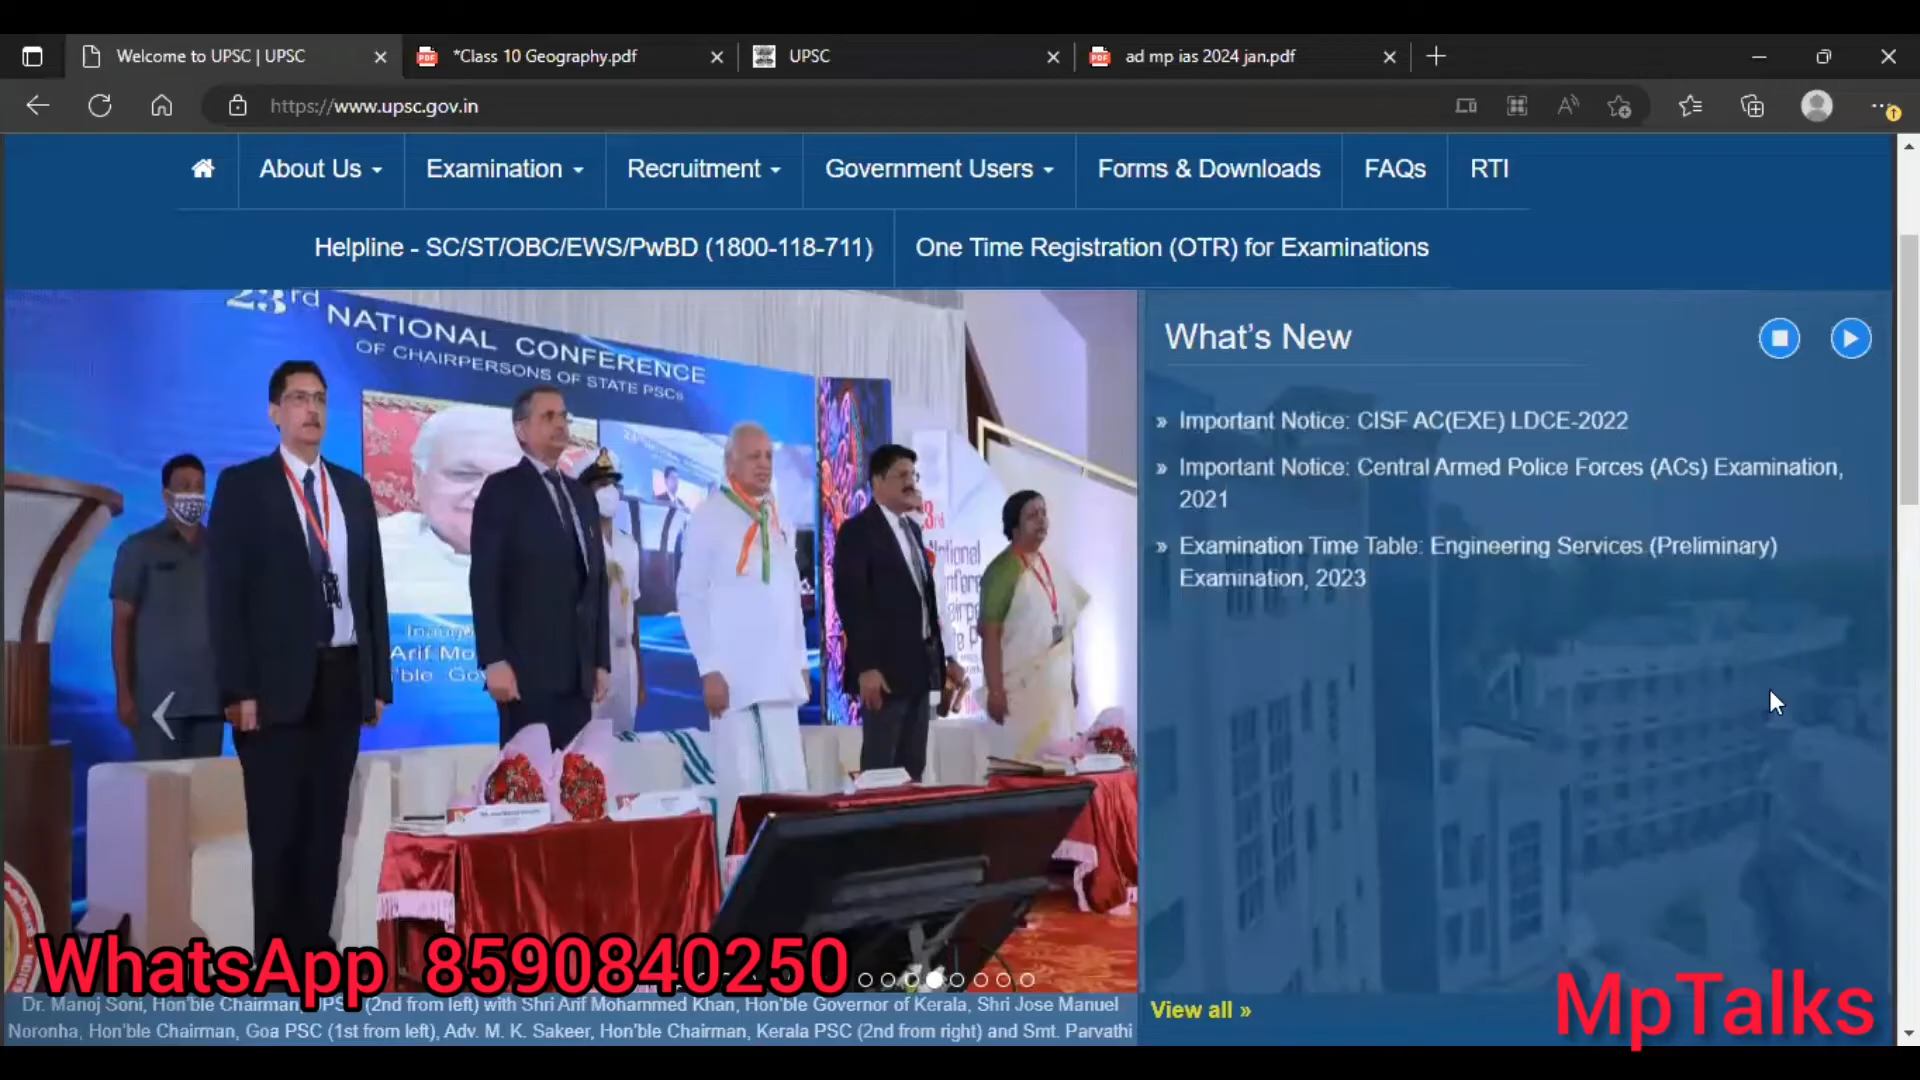 Welcome to UPSC | UPSC
*Class 10 Geography.pdf
UPSC
ad mp ias 2024 jan.pdf
https://www.upsc.gov.in
About Us
Examination
Recruitment
Government Users
Forms & Downloads
FAQs
RTI
Helpline - SC/ST/OBC/EWS/PwBD (1800-118-711)
One Time Registration (OTR) for Examinations
23rd
NATIONAL CONFERENCE
OF CHAIRPERSONS OF STATE PSCs
Arif Mo
'ble Gov
What's New
» Important Notice: CISF AC(EXE) LDCE-2022
» Important Notice: Central Armed Police Forces (ACs) Examination,
2021
» Examination Time Table: Engineering Services (Preliminary)
Examination, 2023
View all »
WhatsApp 8590840250
Dr. Manoj Soni, Hon'ble Chairman, (2nd from left) with Shri Arif Mohammed Khan, Hon'ble Governor of Kerala, Shri Jose Manuel
Noronha, Hon'ble Chairman, Goa PSC (1st from left), Adv. M. K. Sakeer, Hon'ble Chairman, Kerala PSC (2nd from right) and Smt. Parvathi
MpTalks